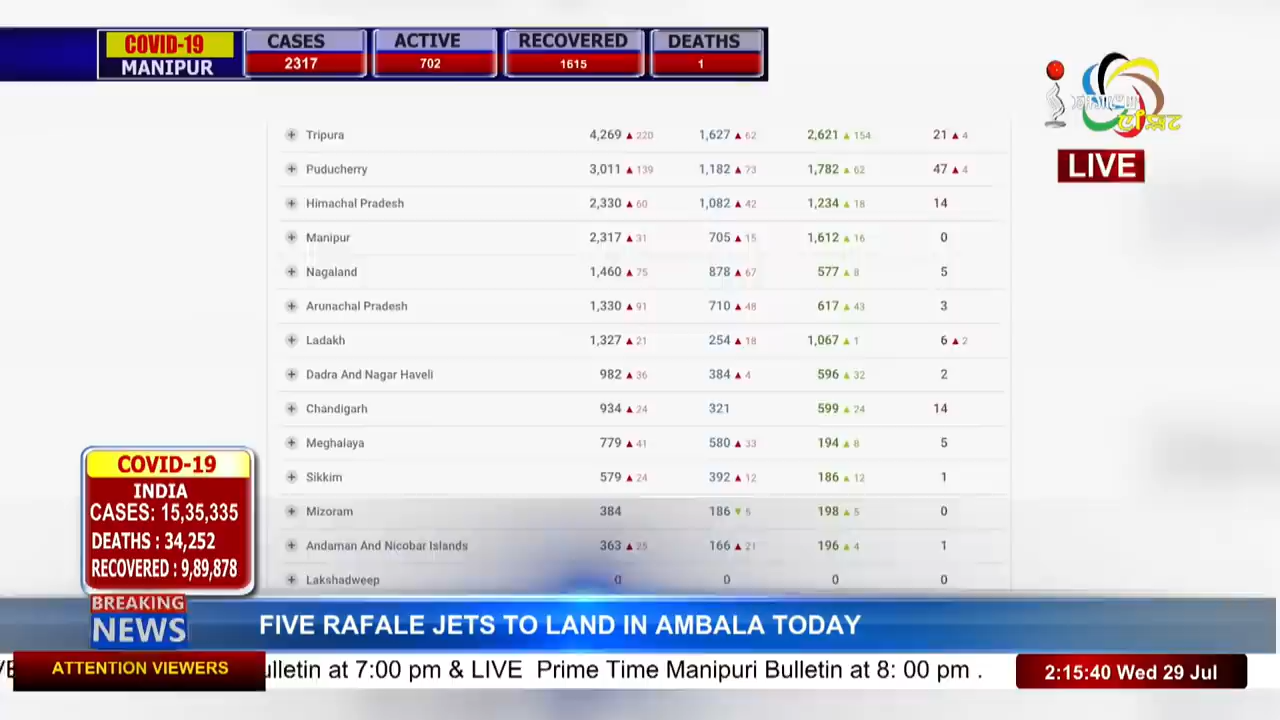 COVID-19
MANIPUR
CASES
2317
ACTIVE
702
RECOVERED
1615
DEATHS
1
LIVE
Tripura 4,269 ▲ 220 1,627 ▲ 62 2,621 ▲ 154 21 ▲ 4
Puducherry 3,011 ▲ 139 1,182 ▲ 73 1,782 ▲ 62 47 ▲ 4
Himachal Pradesh 2,330 ▲ 60 1,082 ▲ 42 1,234 ▲ 18 14
Manipur 2,317 ▲ 31 705 ▲ 15 1,612 ▲ 16 0
Nagaland 1,460 ▲ 75 878 ▲ 67 577 ▲ 8 5
Arunachal Pradesh 1,330 ▲ 91 710 ▲ 48 617 ▲ 43 3
Ladakh 1,327 ▲ 21 254 ▲ 18 1,067 ▲ 1 6 ▲ 2
Dadra And Nagar Haveli 982 ▲ 36 384 ▲ 4 596 ▲ 32 2
Chandigarh 934 ▲ 24 321 599 ▲ 24 14
Meghalaya 779 ▲ 41 580 ▲ 33 194 ▲ 8 5
Sikkim 579 ▲ 24 392 ▲ 12 186 ▲ 12 1
Mizoram 384 186 ▼ 5 198 ▲ 5 0
Andaman And Nicobar Islands 363 ▲ 25 166 ▲ 21 196 ▲ 4 1
Lakshadweep 0 0 0 0
COVID-19
INDIA
CASES: 15,35,335
DEATHS : 34,252
RECOVERED : 9,89,878
BREAKING
NEWS
FIVE RAFALE JETS TO LAND IN AMBALA TODAY
ATTENTION VIEWERS
ulletin at 7:00 pm & LIVE Prime Time Manipuri Bulletin at 8: 00 pm .
2:15:40 Wed 29 Jul